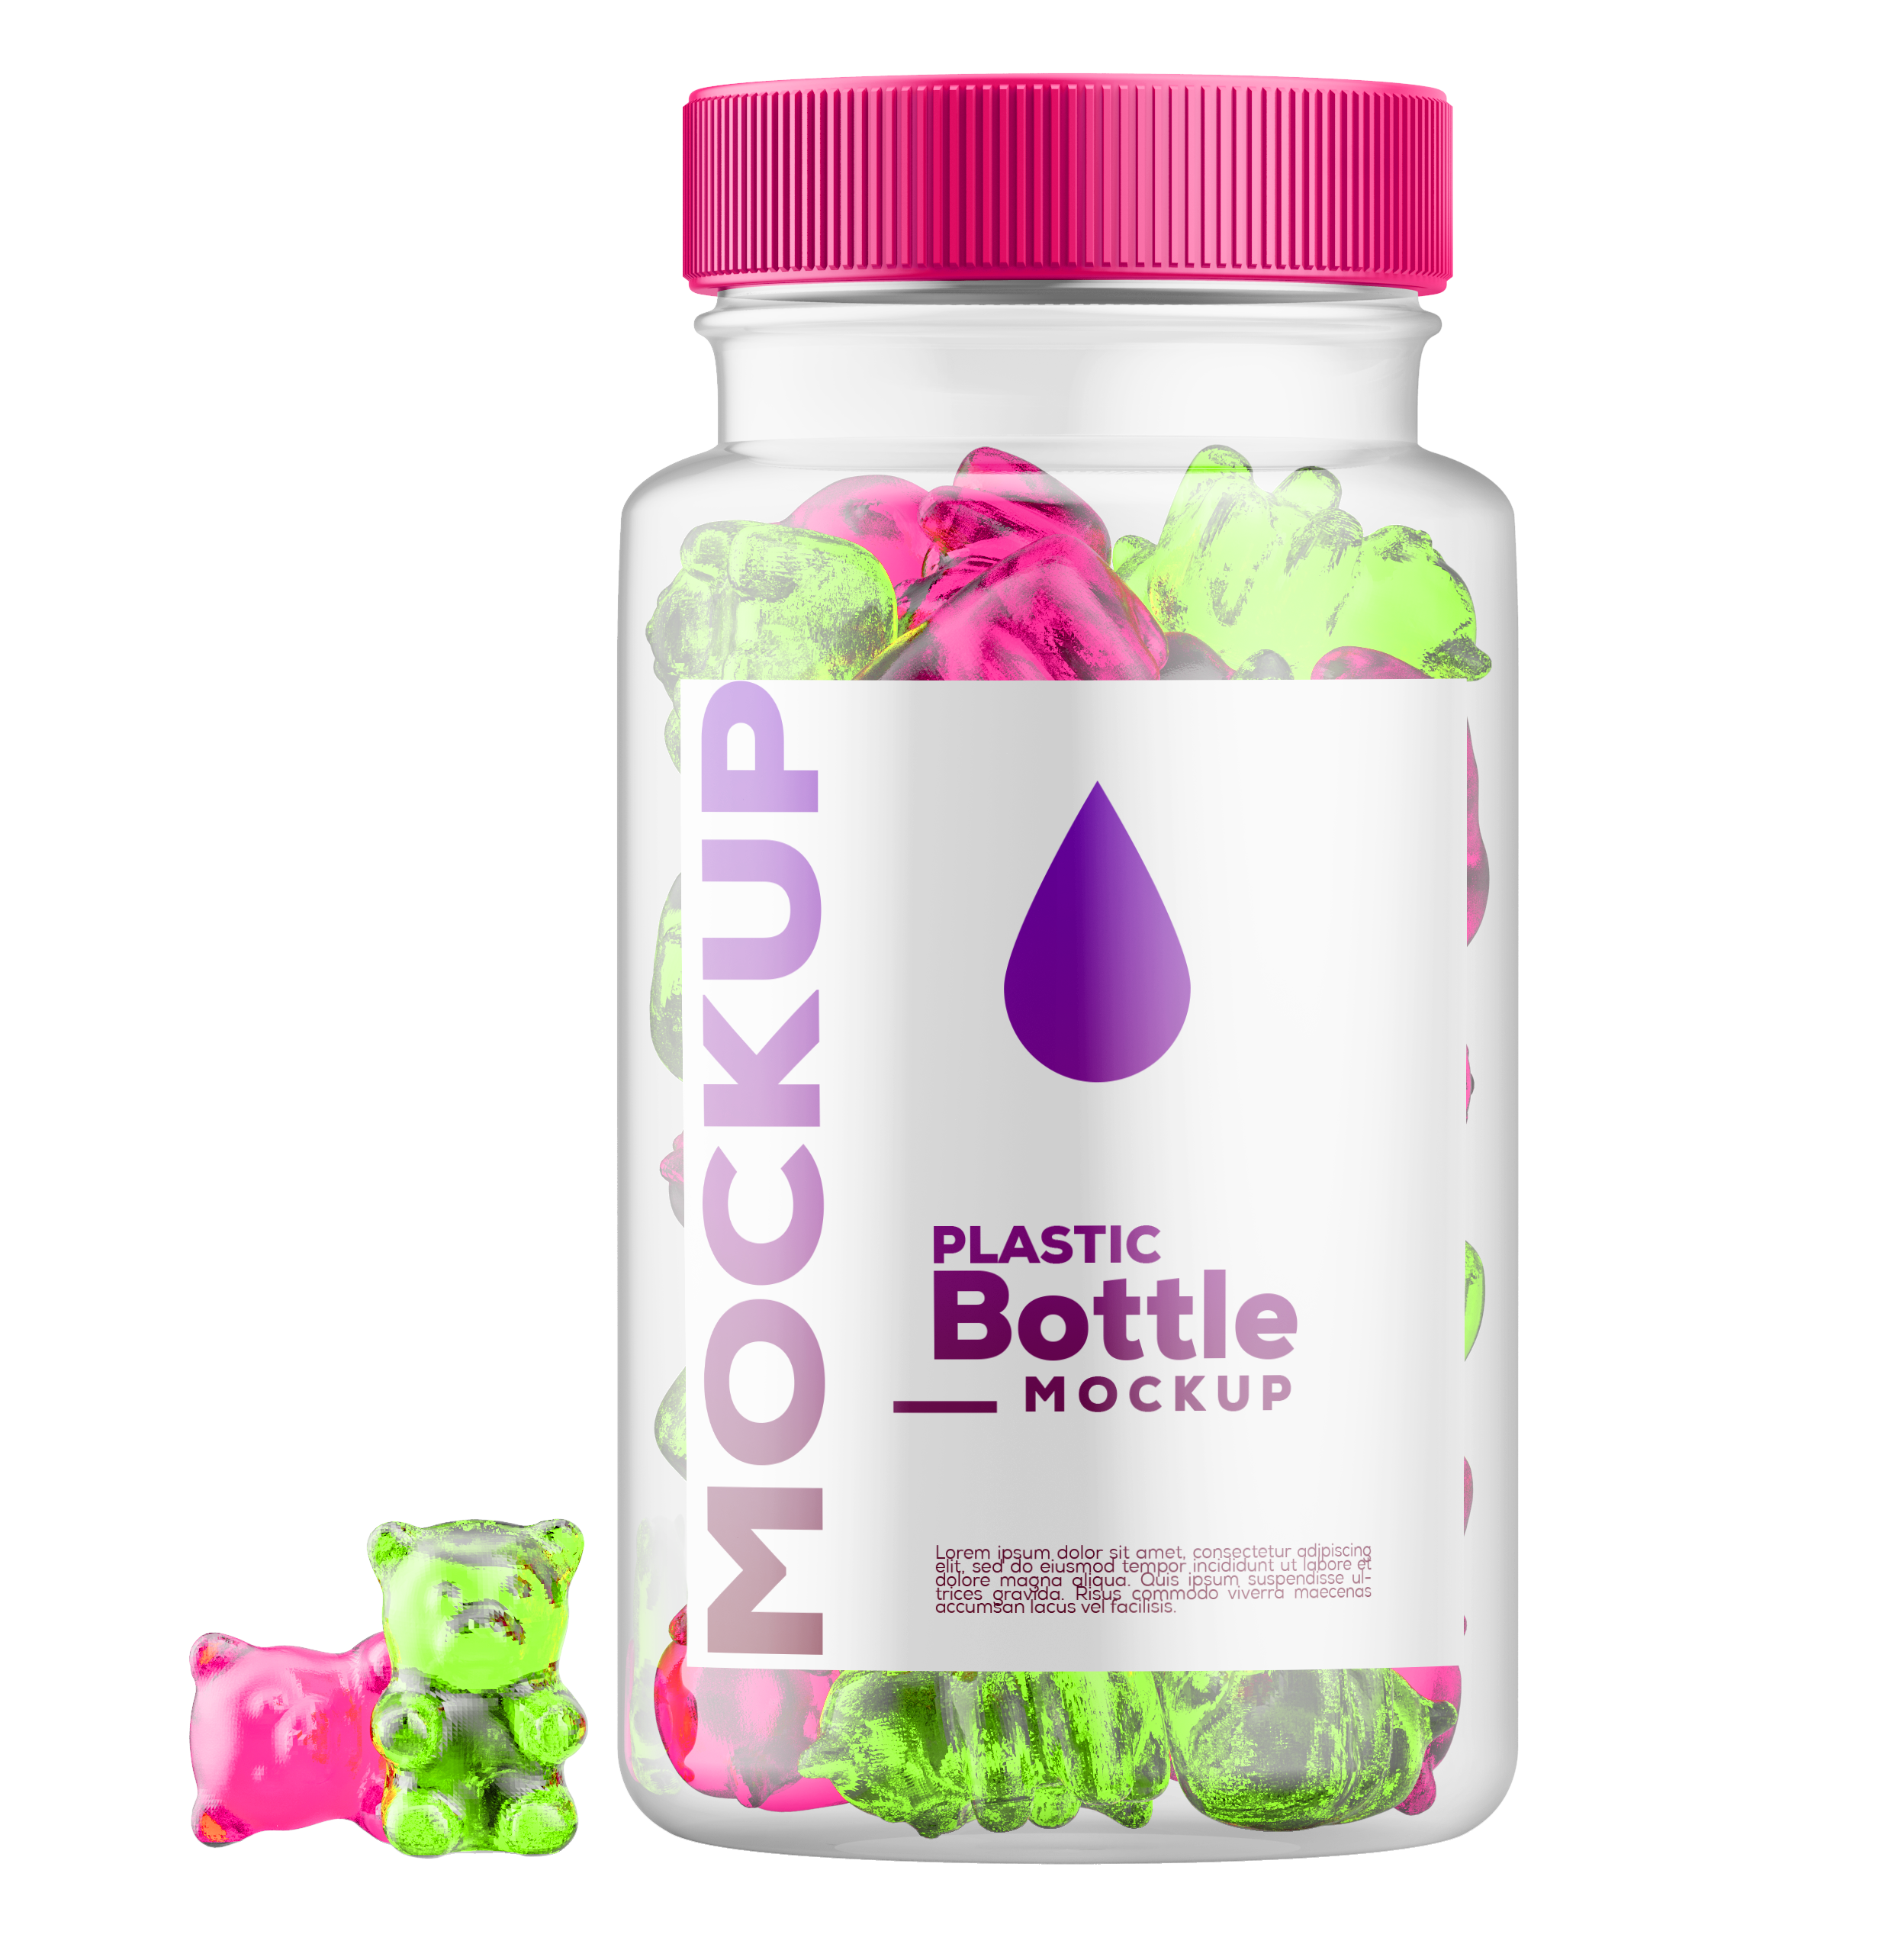 MOCKUP
PLASTIC
Bottle
MOCKUP
Lorem ipsum dolor sit amet, consectetur adipiscing
elit, sed do eiusmod tempor incididunt ut labore et
dolore magna aliqua. Quis ipsum suspendisse ul-
trices gravida. Risus commodo viverra maecenas
accumsan lacus vel facilisis.